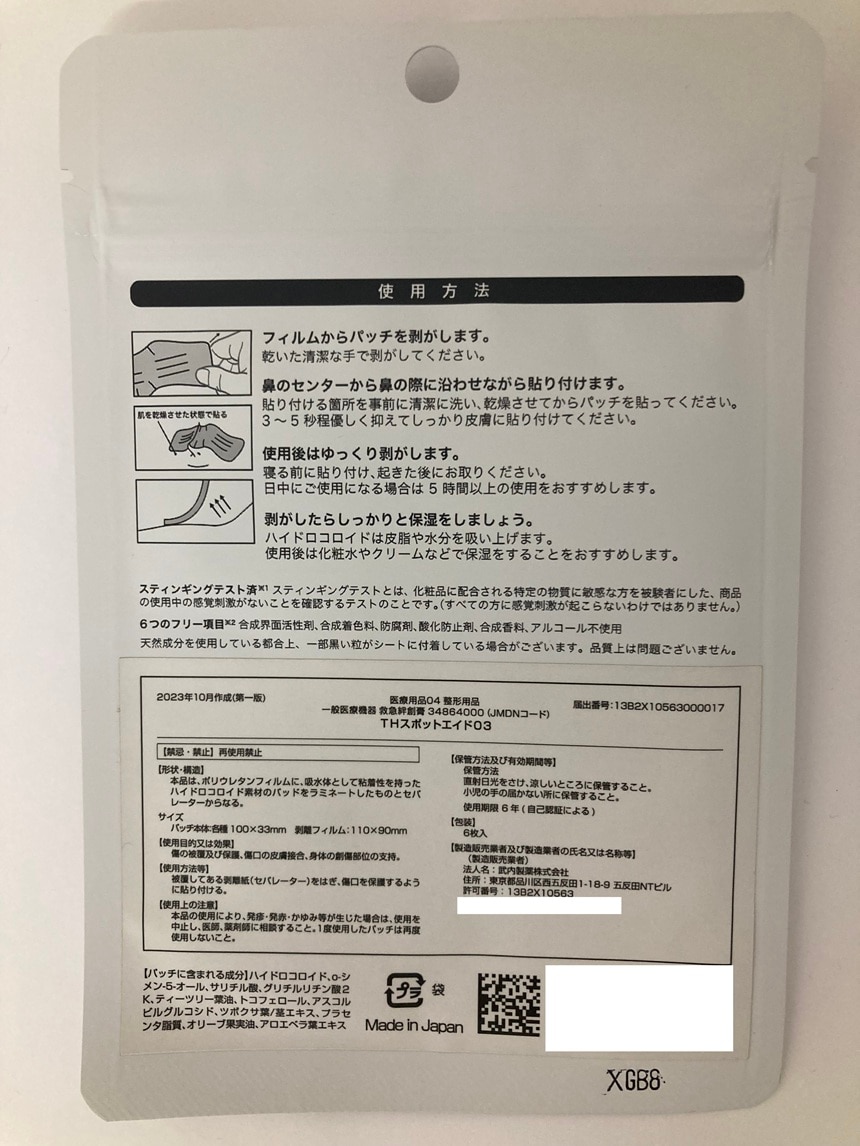 使用方法
フィルムからパッチを剥がします。
乾いた清潔な手で剥がしてください。
鼻のセンターから鼻の際に沿わせながら貼り付けます。
肌を乾燥させた状態で貼る
貼り付ける箇所を事前に清潔に洗い、乾燥させてからパッチを貼ってください。
3～5秒程優しく抑えてしっかり皮膚に貼り付けてください。
使用後はゆっくり剥がします。
寝る前に貼り付け、起きた後にお取りください。
日中にご使用になる場合は5時間以上の使用をおすすめします。
剥がしたらしっかりと保湿をしましょう。
ハイドロコロイドは皮脂や水分を吸い上げます。
使用後は化粧水やクリームなどで保湿をすることをおすすめします。
スティンギングテスト済※1 スティンギングテストとは、化粧品に配合される特定の物質に敏感な方を被験者にした、商品
の使用中の感覚刺激がないことを確認するテストのことです。(すべての方に感覚刺激が起こらないわけではありません。)
6つのフリー項目※2 合成界面活性剤、合成着色料、防腐剤、酸化防止剤、合成香料、アルコール不使用
天然成分を使用している都合上、一部黒い粒がシートに付着している場合がございます。品質上は問題ございません。
2023年10月作成(第一版)
医療用品04 整形用品
一般医療機器 救急絆創膏 34864000 (JMDNコード)
THスポットエイド03
届出番号:13B2X10563000017
【禁忌・禁止】再使用禁止
【形状・構造】
本品は、ポリウレタンフィルムに、吸水体として粘着性を持った
ハイドロコロイド素材のパッドをラミネートしたものとセパ
レーターからなる。
サイズ
パッチ本体:各種 100×33mm 剥離フィルム:110×90mm
【使用目的又は効果】
傷の被覆及び保護、傷口の皮膚接合、身体の創傷部位の支持。
【使用方法等】
被覆してある剥離紙(セパレーター)をはぎ、傷口を保護するよう
に貼り付ける。
【使用上の注意】
本品の使用により、発疹・発赤・かゆみ等が生じた場合は、使用を
中止し、医師、薬剤師に相談すること。1度使用したパッチは再度
使用しないこと。
【保管方法及び有効期間等】
保管方法
直射日光をさけ、涼しいところに保管すること。
小児の手の届かない所に保管すること。
使用期限 6年(自己認証による)
【包装】
6枚入
【製造販売業者及び製造業者の氏名又は名称等】
(製造販売業者)
法人名:武内製薬株式会社
住所:東京都品川区西五反田1-18-9 五反田NTビル
許可番号:13B2X10563
【パッチに含まれる成分】ハイドロコロイド、o-シ
メン-5-オール、サリチル酸、グリチルリチン酸2
K、ティーツリー葉油、トコフェロール、アスコル
ビルグルコシド、ツボクサ葉/茎エキス、プラセ
ンタ脂質、オリーブ果実油、アロエベラ葉エキス
プラ 袋
Made in Japan
XGB8